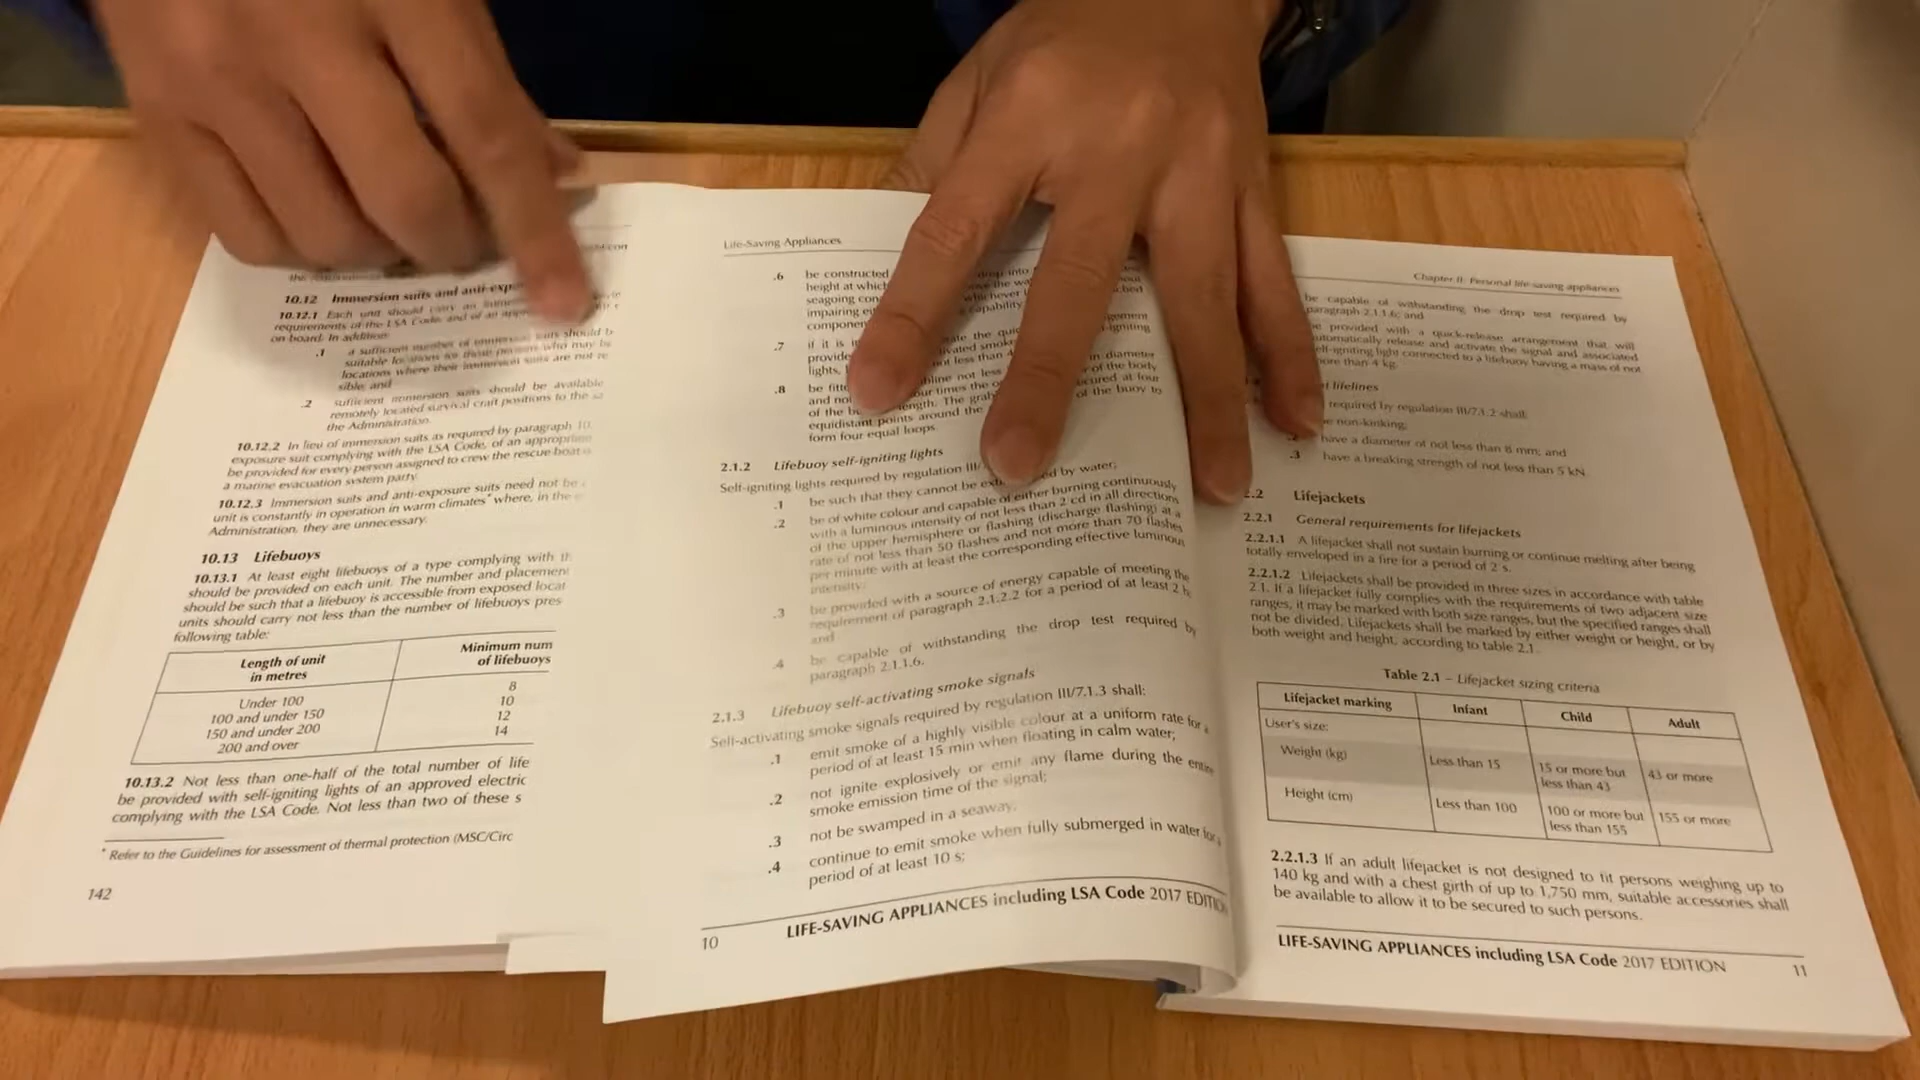 10.12 Immersion suits and anti-exp
10.12.1 Each unit should carry an imme
requirements of the LSA Code, and of an app
on board. In addition:
.1 a sufficient number of immersion suits should b
suitable locations for those persons who may b
locations where their immersion suits are not re
sible; and
.2 sufficient immersion suits should be available
remotely located survival craft positions to the sa
the Administration.
10.12.2 In lieu of immersion suits as required by paragraph 10
exposure suit complying with the LSA Code, of an appropriate
be provided for every person assigned to crew the rescue boat o
a marine evacuation system party.
10.12.3 Immersion suits and anti-exposure suits need not be
unit is constantly in operation in warm climates* where, in the
Administration, they are unnecessary.
10.13 Lifebuoys
10.13.1 At least eight lifebuoys of a type complying with th
should be provided on each unit. The number and placement
should be such that a lifebuoy is accessible from exposed locat
units should carry not less than the number of lifebuoys pres
following table:
Length of unit
in metres
Minimum num
of lifebuoys
Under 100 8
100 and under 150 10
150 and under 200 12
200 and over 14
10.13.2 Not less than one-half of the total number of life
be provided with self-igniting lights of an approved electric
complying with the LSA Code. Not less than two of these s
* Refer to the Guidelines for assessment of thermal protection (MSC/Circ
142
Life-Saving Appliances
.6 be constructed drop into
height at which the wa
seagoing con whichever
impairing capability
component
.7 if it is the quic
provide activated smok igniting
lights, not less than 4
.8 be fitte line not less in diameter
and not four times the of the body
of the b length. The grab secured at four
equidistant points around the of the buoy to
form four equal loops.
2.1.2 Lifebuoy self-igniting lights
Self-igniting lights required by regulation III/
.1 be such that they cannot be ed by water;
.2 be of white colour and capable of either burning continuously
with a luminous intensity of not less than 2 cd in all directions
of the upper hemisphere or flashing (discharge flashing) at a
rate of not less than 50 flashes and not more than 70 flashes
per minute with at least the corresponding effective luminous
intensity;
.3 be provided with a source of energy capable of meeting the
requirement of paragraph 2.1.2.2 for a period of at least 2 h;
and
.4 be capable of withstanding the drop test required by
paragraph 2.1.1.6.
2.1.3 Lifebuoy self-activating smoke signals
Self-activating smoke signals required by regulation III/7.1.3 shall:
.1 emit smoke of a highly visible colour at a uniform rate for a
period of at least 15 min when floating in calm water;
.2 not ignite explosively or emit any flame during the entire
smoke emission time of the signal;
.3 not be swamped in a seaway;
.4 continue to emit smoke when fully submerged in water for a
period of at least 10 s;
10 LIFE-SAVING APPLIANCES including LSA Code 2017 EDITIO
Chapter II: Personal life-saving appliances
be capable of withstanding the drop test required by
paragraph 2.1.1.6; and
be provided with a quick-release arrangement that will
automatically release and activate the signal and associated
self-igniting light connected to a lifebuoy having a mass of not
more than 4 kg.
lifelines
required by regulation III/7.1.2 shall:
be non-kinking;
.2 have a diameter of not less than 8 mm; and
.3 have a breaking strength of not less than 5 kN.
2.2 Lifejackets
2.2.1 General requirements for lifejackets
2.2.1.1 A lifejacket shall not sustain burning or continue melting after being
totally enveloped in a fire for a period of 2 s.
2.2.1.2 Lifejackets shall be provided in three sizes in accordance with table
2.1. If a lifejacket fully complies with the requirements of two adjacent size
ranges, it may be marked with both size ranges, but the specified ranges shall
not be divided. Lifejackets shall be marked by either weight or height, or by
both weight and height, according to table 2.1.
Table 2.1 – Lifejacket sizing criteria
Lifejacket marking Infant Child Adult
User's size:
Weight (kg) Less than 15 15 or more but
less than 43 43 or more
Height (cm) Less than 100 100 or more but
less than 155 155 or more
2.2.1.3 If an adult lifejacket is not designed to fit persons weighing up to
140 kg and with a chest girth of up to 1,750 mm, suitable accessories shall
be available to allow it to be secured to such persons.
LIFE-SAVING APPLIANCES including LSA Code 2017 EDITION 11